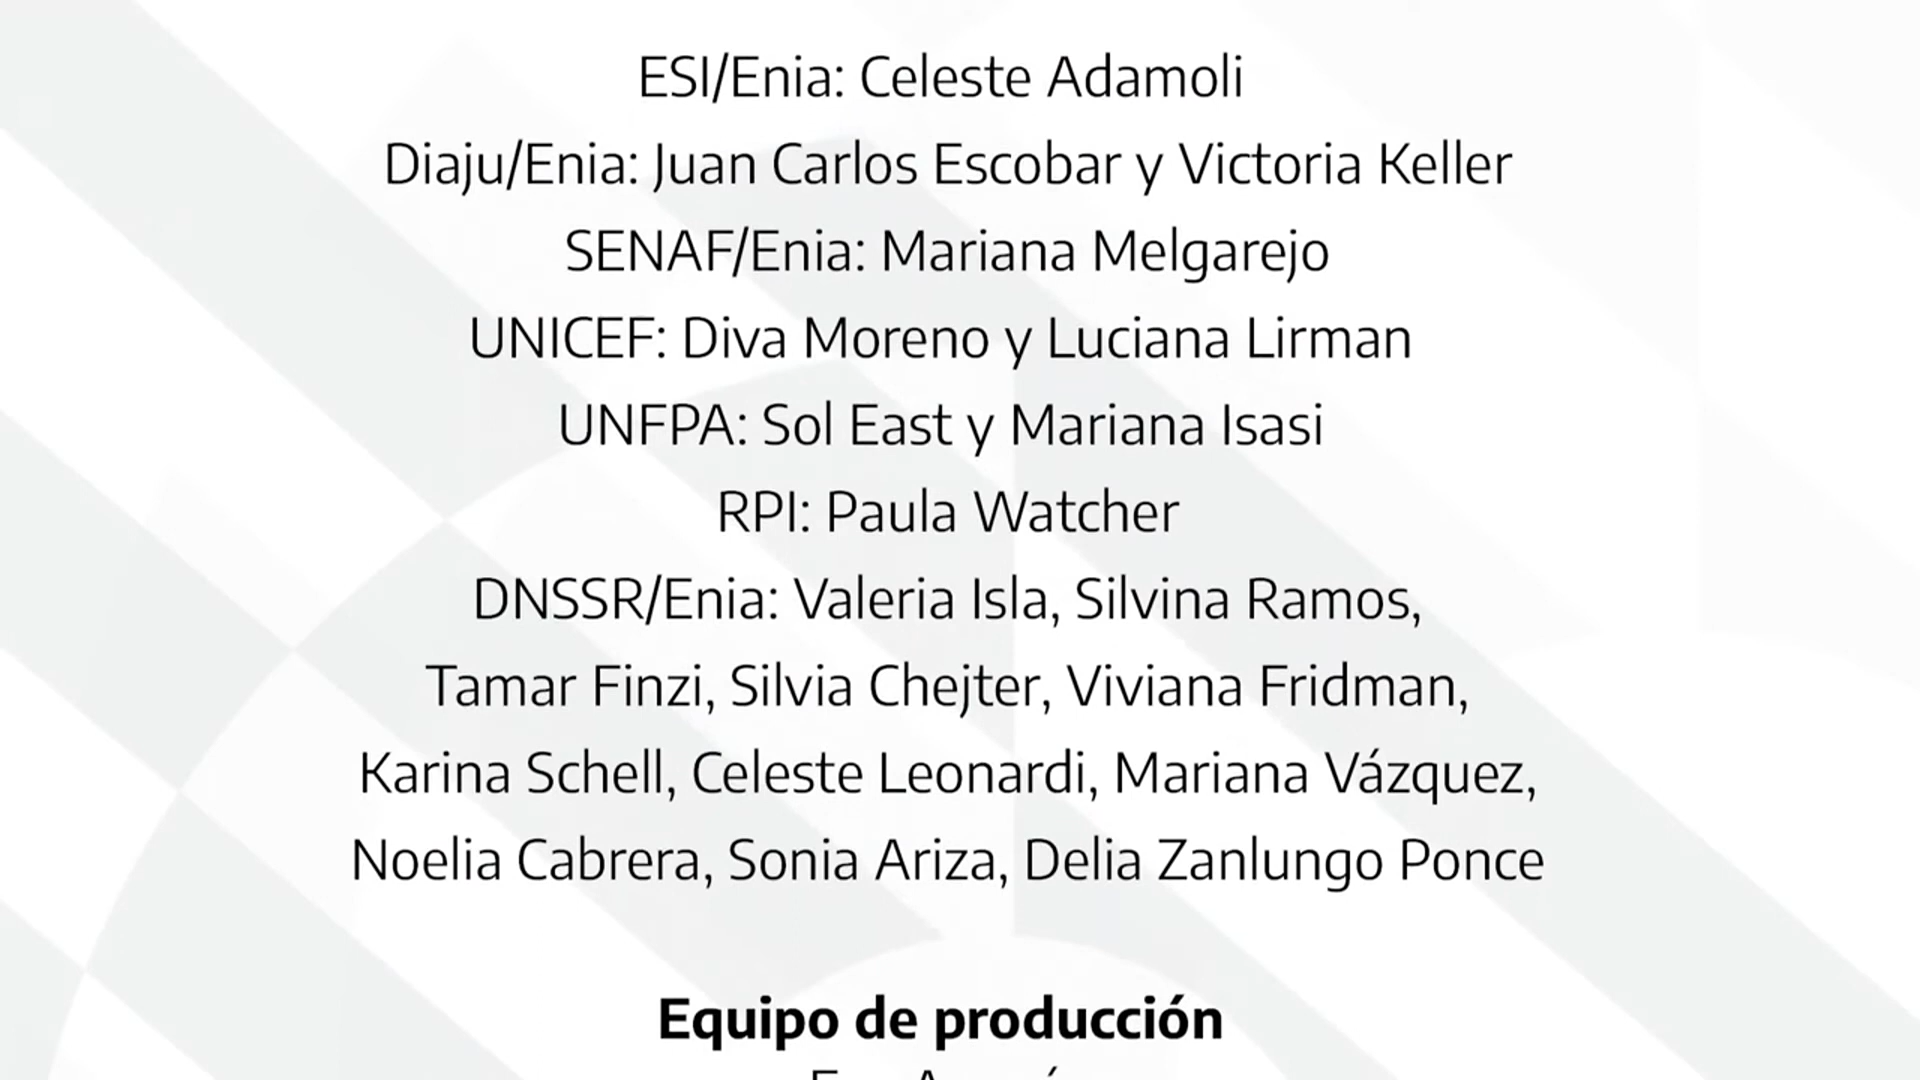 ESI/Enia: Celeste Adamoli
Diaju/Enia: Juan Carlos Escobar y Victoria Keller
SENAF/Enia: Mariana Melgarejo
UNICEF: Diva Moreno y Luciana Lirman
UNFPA: Sol East y Mariana Isasi
RPI: Paula Watcher
DNSSR/Enia: Valeria Isla, Silvina Ramos,
Tamar Finzi, Silvia Chejter, Viviana Fridman,
Karina Schell, Celeste Leonardi, Mariana Vázquez,
Noelia Cabrera, Sonia Ariza, Delia Zanlungo Ponce
Equipo de producción